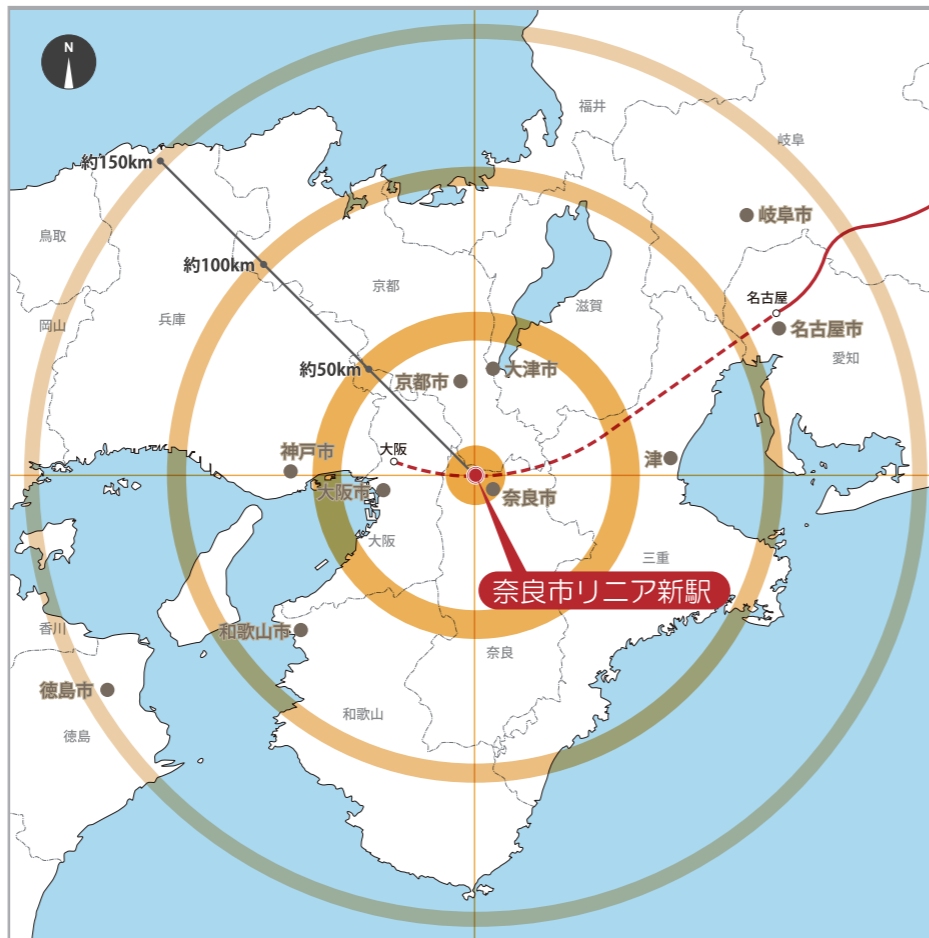 N
福井
岐阜
約150km
岐阜市
鳥取
約100km
京都
滋賀
名古屋
兵庫
岡山
名古屋市
愛知
約50km
大津市
京都市
大阪
神戸市
津
大阪市
奈良市
大阪
三重
奈良市リニア新駅
香川
和歌山市
奈良
徳島市
和歌山
徳島